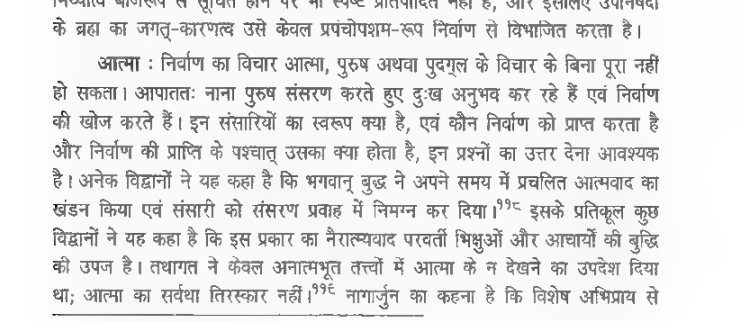 मिथ्यात्व बीजरूप से सूचित होने पर भी स्पष्ट प्रतिपादित नहीं है, और इसीलिए उपनिषदों
के ब्रह्म का जगत्-कारणत्व उसे केवल प्रपंचोपशम-रूप निर्वाण से विभाजित करता है।
आत्मा : निर्वाण का विचार आत्मा, पुरुष अथवा पुद्गल के विचार के बिना पूरा नहीं
हो सकता। आपाततः नाना पुरुष संसरण करते हुए दुःख अनुभव कर रहे हैं एवं निर्वाण
की खोज करते हैं। इन संसारियों का स्वरूप क्या है, एवं कौन निर्वाण को प्राप्त करता है
और निर्वाण की प्राप्ति के पश्चात् उसका क्या होता है, इन प्रश्नों का उत्तर देना आवश्यक
है। अनेक विद्वानों ने यह कहा है कि भगवान् बुद्ध ने अपने समय में प्रचलित आत्मवाद का
खंडन किया एवं संसारी को संसरण प्रवाह में निमग्न कर दिया।११८ इसके प्रतिकूल कुछ
विद्वानों ने यह कहा है कि इस प्रकार का नैरात्म्यवाद परवर्ती भिक्षुओं और आचार्यों की बुद्धि
की उपज है। तथागत ने केवल अनात्मभूत तत्त्वों में आत्मा के न देखने का उपदेश दिया
था; आत्मा का सर्वथा तिरस्कार नहीं।११९ नागार्जुन का कहना है कि विशेष अभिप्राय से